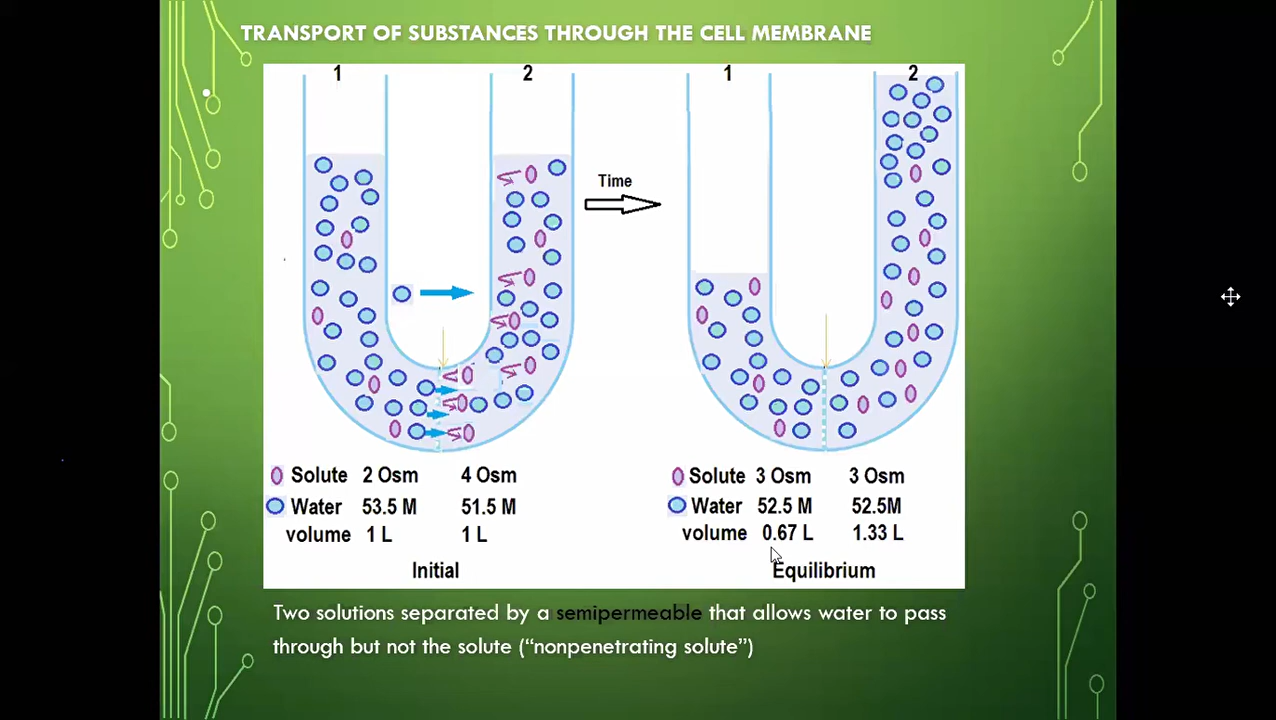 TRANSPORT OF SUBSTANCES THROUGH THE CELL MEMBRANE
1 2 1 2
Time
Solute 2 Osm 4 Osm
Water 53.5 M 51.5 M
volume 1 L 1 L
Initial
Solute 3 Osm 3 Osm
Water 52.5 M 52.5M
volume 0.67 L 1.33 L
Equilibrium
Two solutions separated by a semipermeable that allows water to pass
through but not the solute (“nonpenetrating solute”)